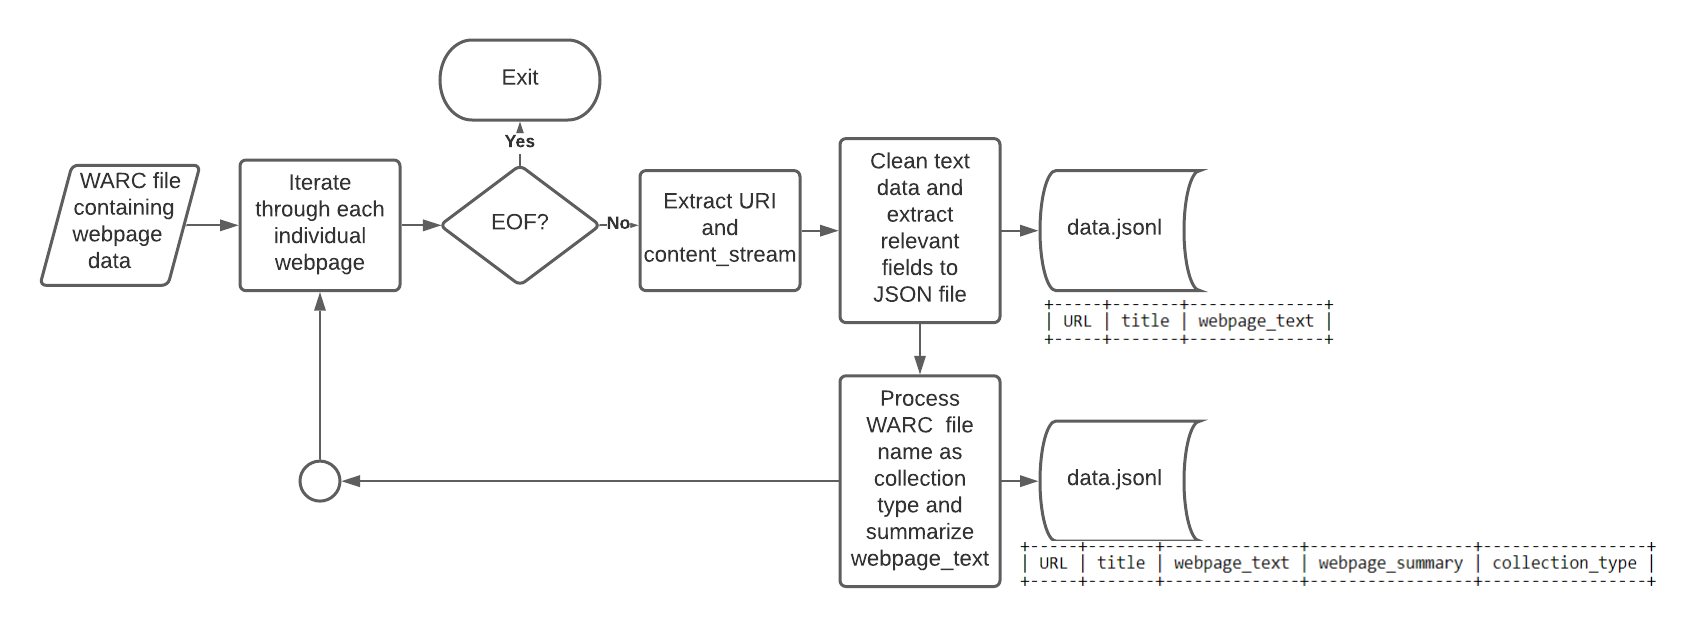 Exit
Yes
WARC file
containing
webpage
data
Iterate
through each
individual
webpage
EOF?
No
Extract URI
and
content_stream
Clean text
data and
extract
relevant
fields to
JSON file
data.jsonl
+-----+-------+--------------+
| URL | title | webpage_text |
+-----+-------+--------------+
Process
WARC file
name as
collection
type and
summarize
webpage_text
data.jsonl
+-----+-------+--------------+-----------------+-----------------+
| URL | title | webpage_text | webpage_summary | collection_type |
+-----+-------+--------------+-----------------+-----------------+